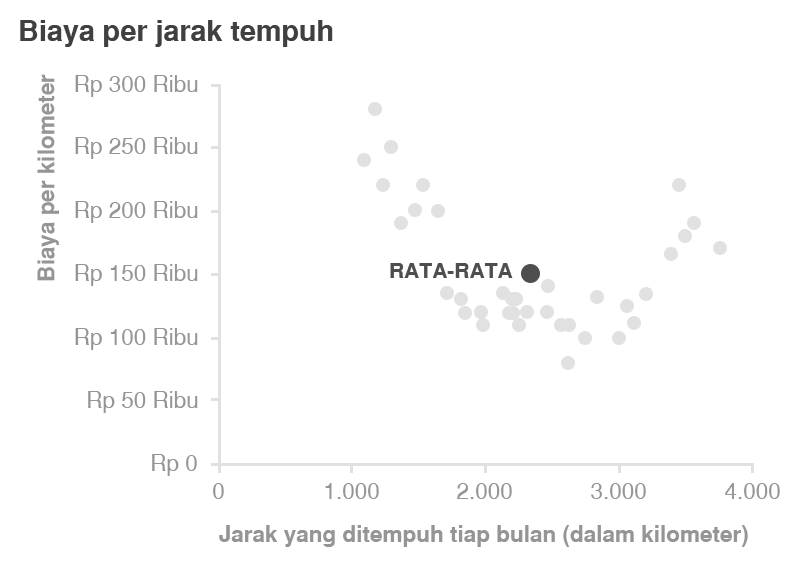 Biaya per jarak tempuh
Biaya per kilometer
Rp 300 Ribu
Rp 250 Ribu
Rp 200 Ribu
Rp 150 Ribu
Rp 100 Ribu
Rp 50 Ribu
Rp 0
RATA-RATA
0 1.000 2.000 3.000 4.000
Jarak yang ditempuh tiap bulan (dalam kilometer)